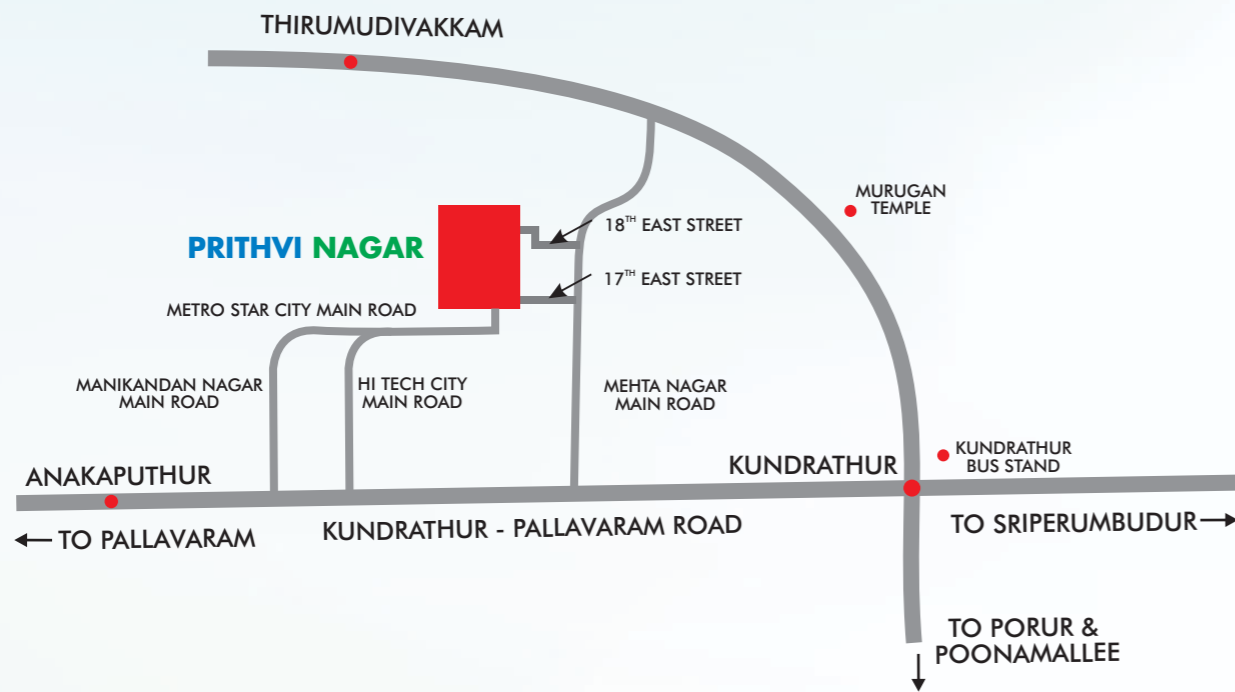 THIRUMUDIVAKKAM
MURUGAN
TEMPLE
18TH EAST STREET
PRITHVI NAGAR
17TH EAST STREET
METRO STAR CITY MAIN ROAD
MANIKANDAN NAGAR
MAIN ROAD
HI TECH CITY
MAIN ROAD
MEHTA NAGAR
MAIN ROAD
KUNDRATHUR
BUS STAND
ANAKAPUTHUR
KUNDRATHUR
TO PALLAVARAM
KUNDRATHUR - PALLAVARAM ROAD
TO SRIPERUMBUDUR
TO PORUR &
POONAMALLEE